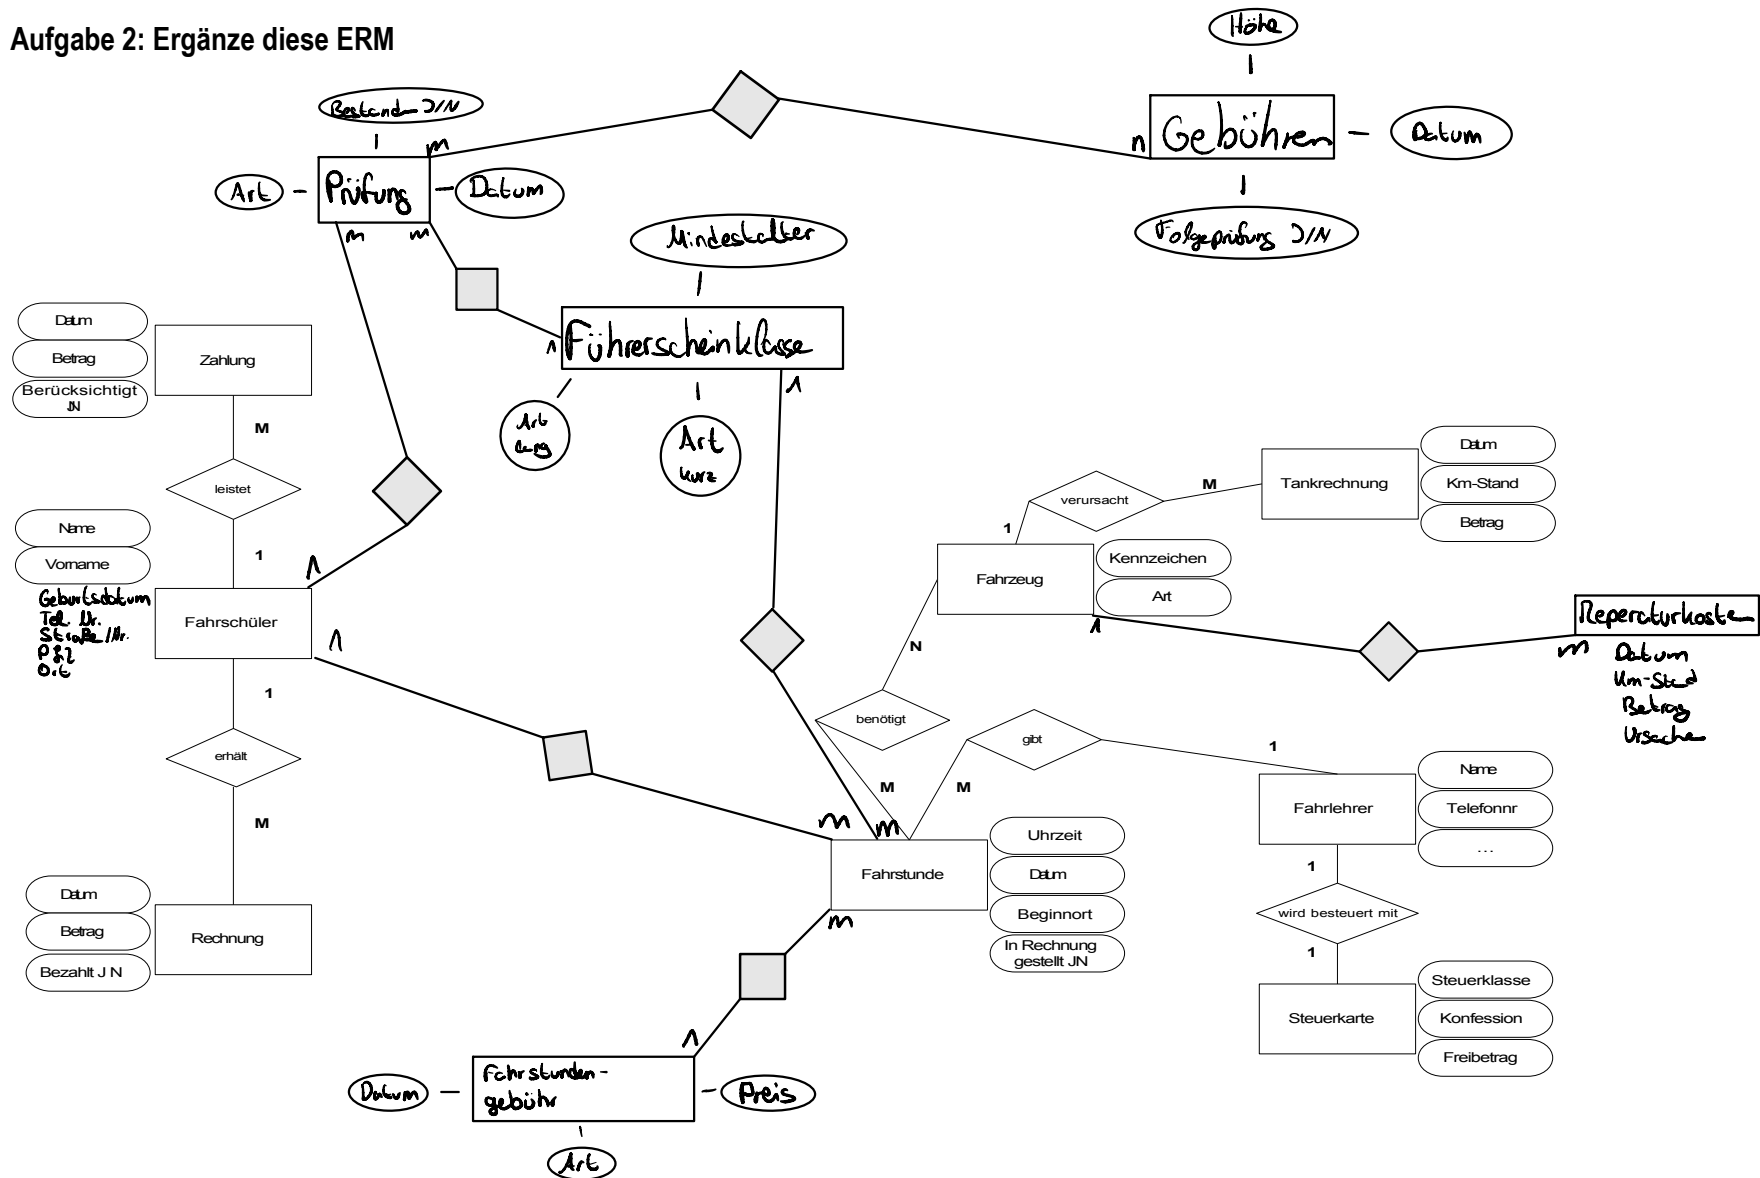 Aufgabe 2: Ergänze diese ERM
Höhe
Bestanden J/N
m
n
Gebühren
Datum
Art
Prüfung
Datum
m
m
Mindestalter
Folgeprüfung J/N
Datum
Betrag
Berücksichtigt
JN
Zahlung
1
Führerscheinklasse
1
M
Art
lang
Art
kurz
leistet
verursacht
M
Tankrechnung
Datum
Km-Stand
Betrag
1
Name
Vorname
1
1
Fahrzeug
Kennzeichen
Art
Geburtsdatum
Tel. Nr.
Straße/Nr.
PLZ
Ort
Fahrschüler
1
1
Reperaturkosten
m
Datum
Km-Stand
Betrag
Ursache
N
1
benötigt
gibt
1
erhält
M
M
M
m
m
Name
Telefonnr
...
Fahrlehrer
Uhrzeit
Datum
Beginnort
In Rechnung
gestellt JN
Fahrstunde
m
1
wird besteuert mit
1
Datum
Betrag
Bezahlt J N
Rechnung
Steuerklasse
Konfession
Freibetrag
Steuerkarte
1
Datum
Fahrstunden-
gebühr
Preis
Art